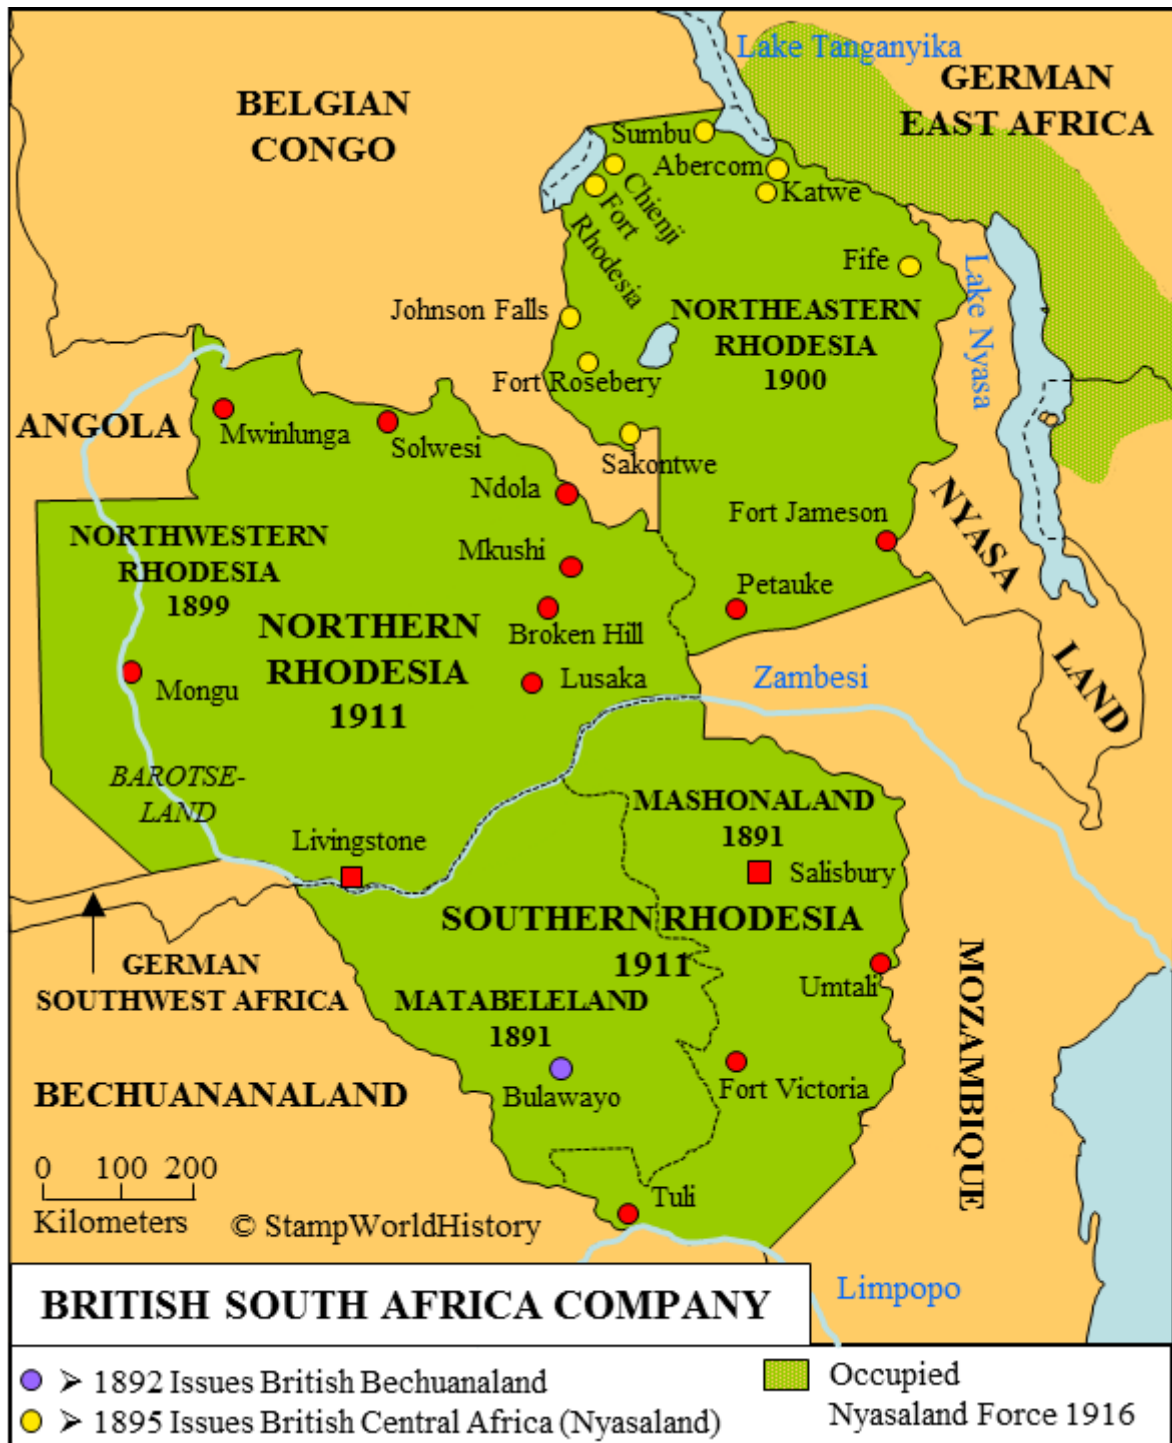 Lake Tanganyika
BELGIAN
CONGO
GERMAN
EAST AFRICA
Sumbu
Abercorn
Katwe
Chienji
Fort
Rhodesia
Fife
Lake Nyasa
Johnson Falls
NORTHEASTERN
RHODESIA
1900
Fort Rosebery
ANGOLA
Mwinlunga
Solwesi
Sakontwe
Ndola
NYASA
LAND
Fort Jameson
NORTHWESTERN
RHODESIA
1899
Mkushi
Petauke
NORTHERN
RHODESIA
1911
Broken Hill
Mongu
Lusaka
Zambesi
BAROTSE-
LAND
MASHONALAND
1891
Livingstone
Salisbury
SOUTHERN RHODESIA
1911
GERMAN
SOUTHWEST AFRICA
Umtali
MOZAMBIQUE
MATABELELAND
1891
Bulawayo
Fort Victoria
BECHUANANALAND
0 100 200
Kilometers
© StampWorldHistory
Tuli
Limpopo
BRITISH SOUTH AFRICA COMPANY
➢ 1892 Issues British Bechuanaland
➢ 1895 Issues British Central Africa (Nyasaland)
Occupied
Nyasaland Force 1916